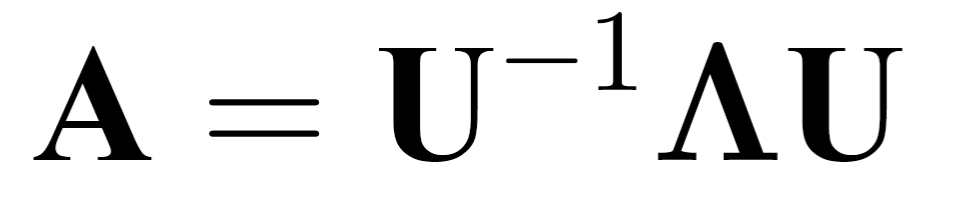 𝐀 = 𝐔⁻¹𝚲𝐔